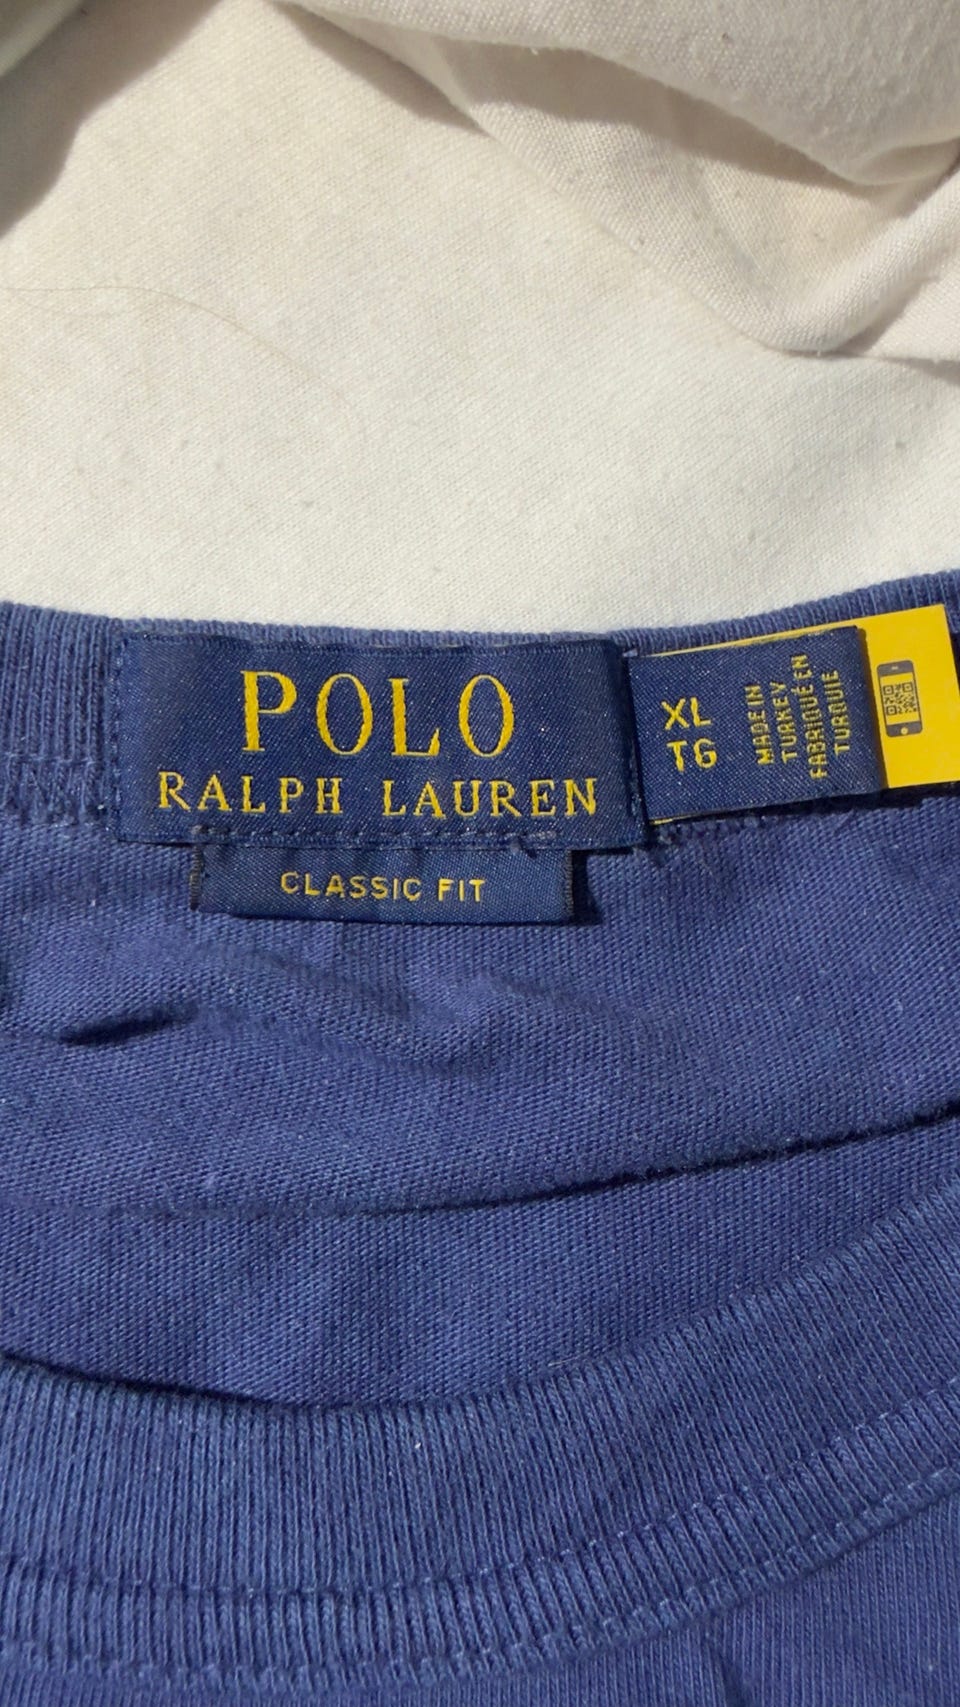 POLO
RALPH LAUREN
CLASSIC FIT
XL
TG
MADE IN
TURKEY
FABRIQUÉ EN
TURQUIE